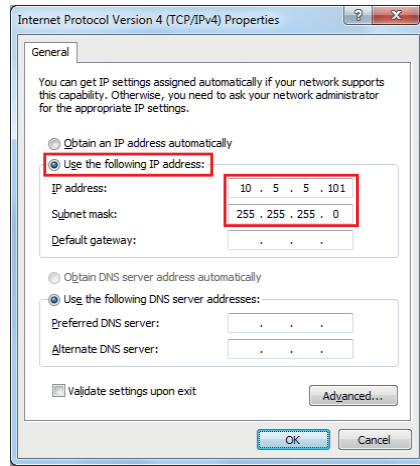 Internet Protocol Version 4 (TCP/IPv4) Properties
General
You can get IP settings assigned automatically if your network supports
this capability. Otherwise, you need to ask your network administrator
for the appropriate IP settings.
Obtain an IP address automatically
Use the following IP address:
IP address: 10 . 5 . 5 . 101
Subnet mask: 255 . 255 . 255 . 0
Default gateway: . . .
Obtain DNS server address automatically
Use the following DNS server addresses:
Preferred DNS server: . . .
Alternate DNS server: . . .
Validate settings upon exit
Advanced...
OK Cancel